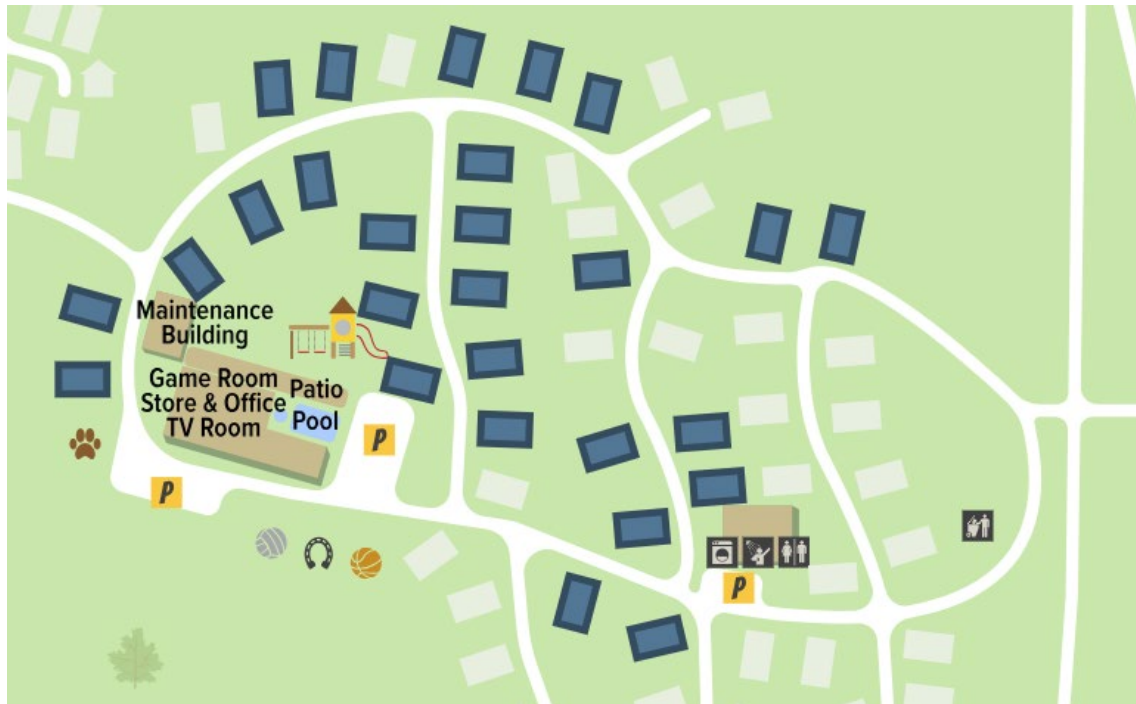 Maintenance
Building
Game Room
Store & Office
TV Room
Patio
Pool
P
P
P